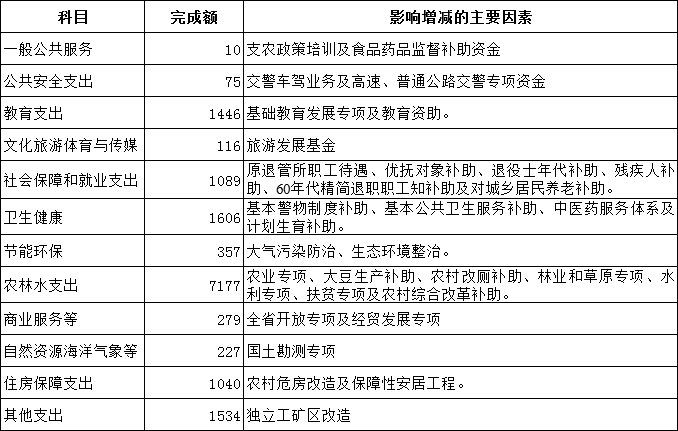 科目 完成额 影响增减的主要因素
一般公共服务 10 支农政策培训及食品药品监督补助资金
公共安全支出 75 交警车驾业务及高速、普通公路交警专项资金
教育支出 1446 基础教育发展专项及教育资助。
文化旅游体育与传媒 116 旅游发展基金
社会保障和就业支出 1089 原退管所职工待遇、优抚对象补助、退役士年代补助、残疾人补
助、60年代精简退职职工知补助及对城乡居民养老补助。
卫生健康 1606 基本警物制度补助、基本公共卫生服务补助、中医药服务体系及
计划生育补助。
节能环保 357 大气污染防治、生态环境整治。
农林水支出 7177 农业专项、大豆生产补助、农村改厕补助、林业和草原专项、水
利专项、扶贫专项及农村综合改革补助。
商业服务等 279 全省开放专项及经贸发展专项
自然资源海洋气象等 227 国土勘测专项
住房保障支出 1040 农村危房改造及保障性安居工程。
其他支出 1534 独立工矿区改造